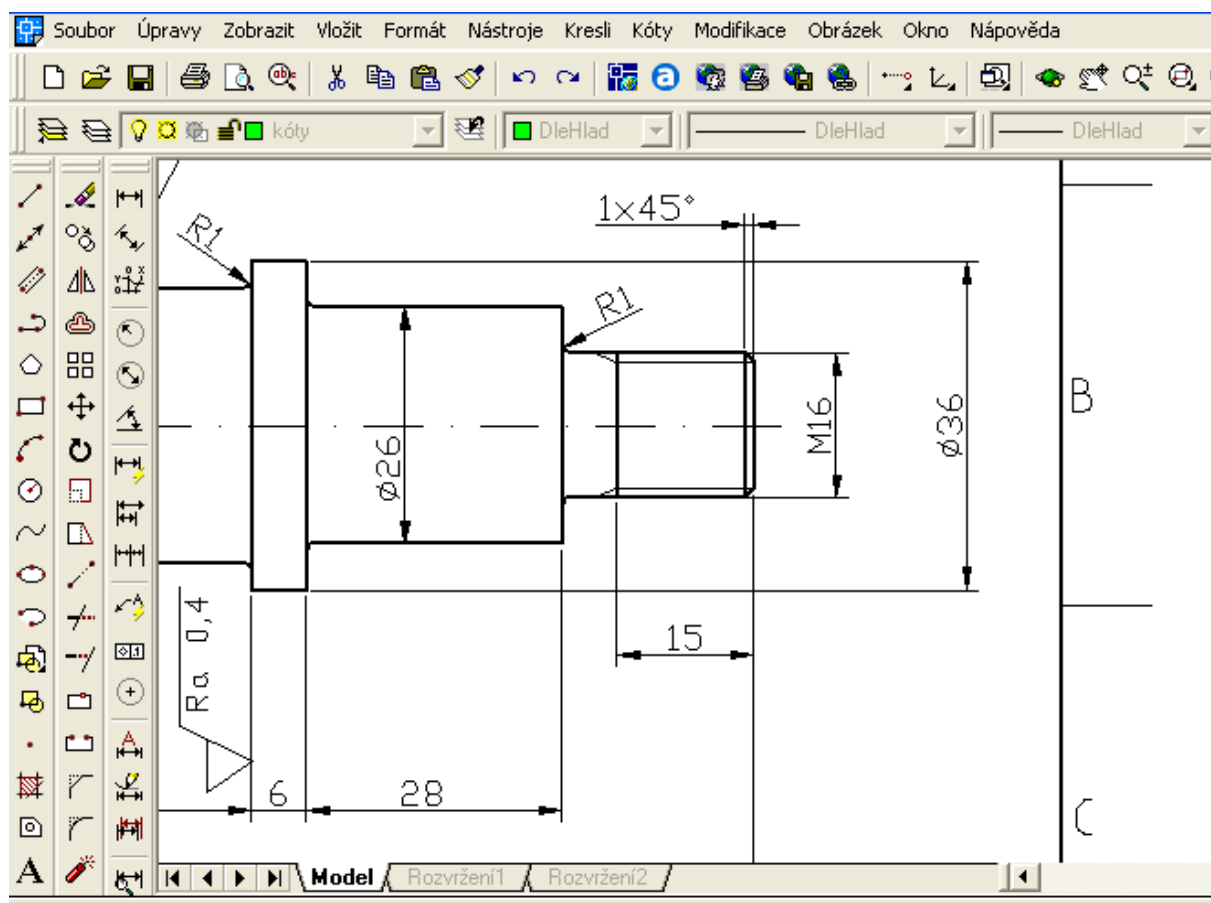 Soubor Úpravy Zobrazit Vložit Formát Nástroje Kresli Kóty Modifikace Obrázek Okno Nápověda
kóty DleHlad DleHlad DleHlad
1x45°
R1
R1
B
M16
Ø36
Ø26
Ra 0,4
15
6
28
C
Model Rozvržení1 Rozvržení2